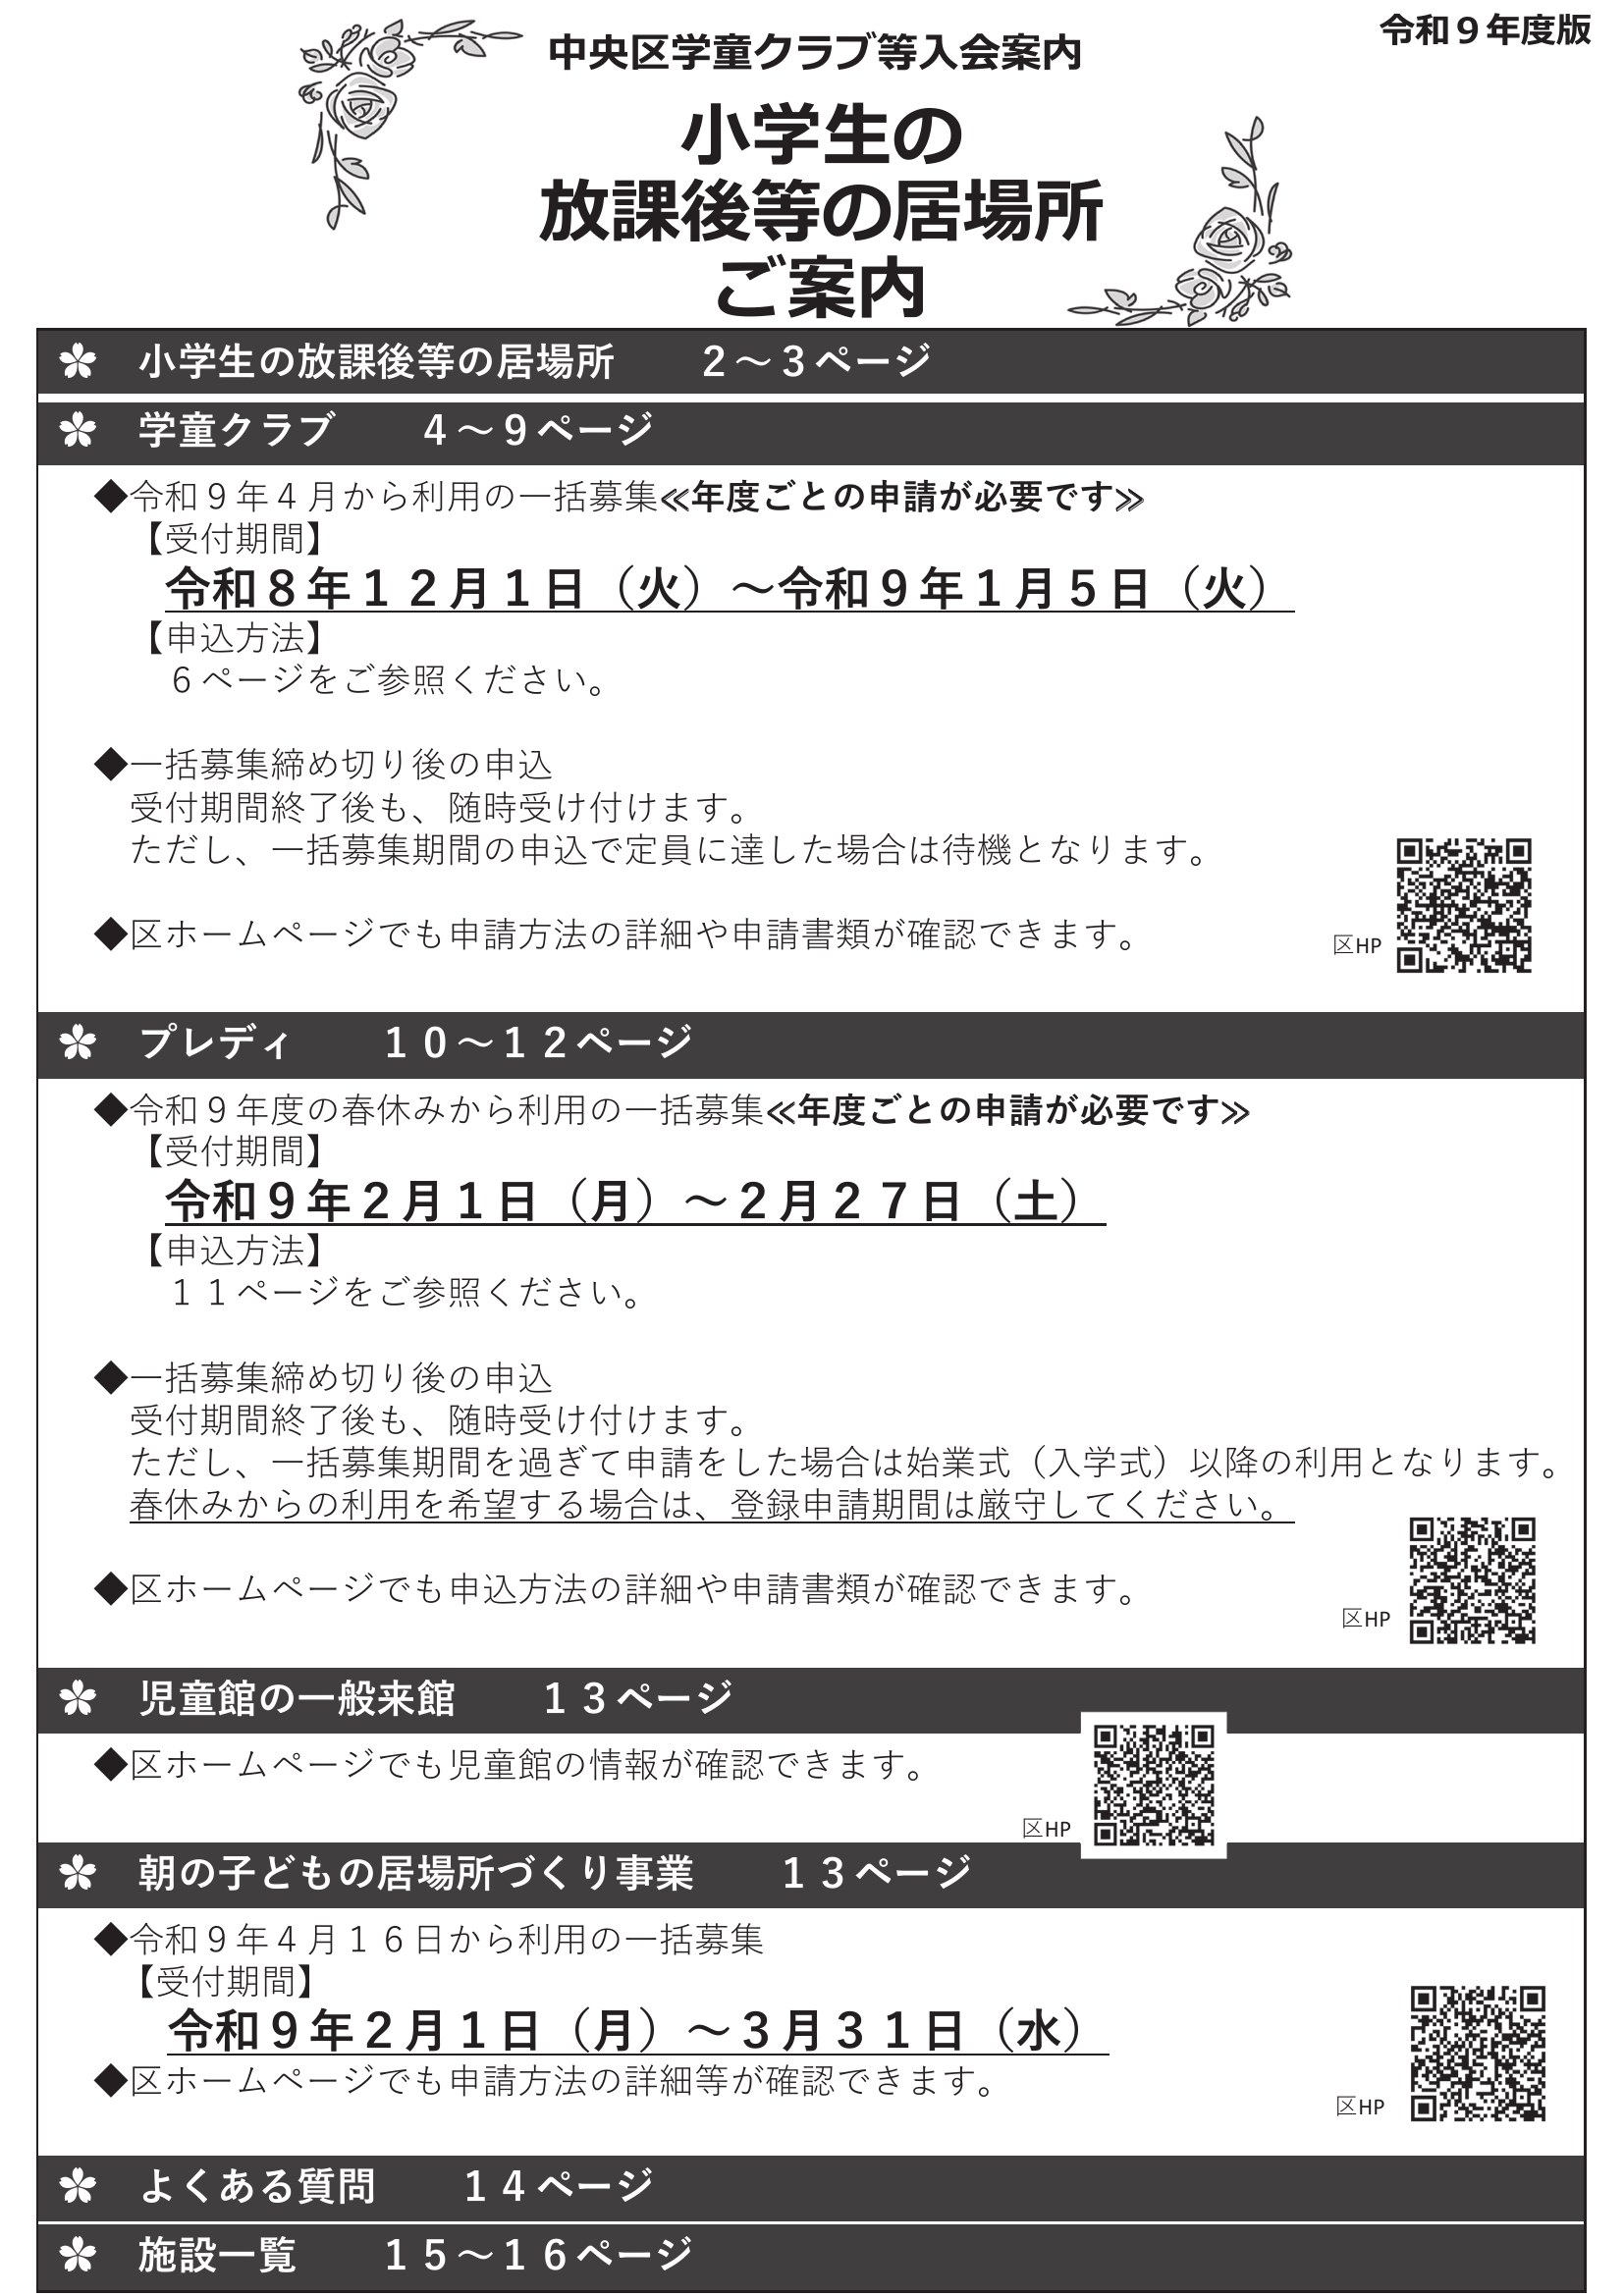 令和９年度版
中央区学童クラブ等入会案内
小学生の
放課後等の居場所
ご案内
小学生の放課後等の居場所　　２～３ページ
学童クラブ　　４～９ページ
◆令和９年４月から利用の一括募集≪年度ごとの申請が必要です≫
【受付期間】
令和８年１２月１日（火）～令和９年１月５日（火）
【申込方法】
６ページをご参照ください。
◆一括募集締め切り後の申込
受付期間終了後も、随時受け付けます。
ただし、一括募集期間の申込で定員に達した場合は待機となります。
◆区ホームページでも申請方法の詳細や申請書類が確認できます。
区HP
プレディ　　１０～１２ページ
◆令和９年度の春休みから利用の一括募集≪年度ごとの申請が必要です≫
【受付期間】
令和９年２月１日（月）～２月２７日（土）
【申込方法】
１１ページをご参照ください。
◆一括募集締め切り後の申込
受付期間終了後も、随時受け付けます。
ただし、一括募集期間を過ぎて申請をした場合は始業式（入学式）以降の利用となります。
春休みからの利用を希望する場合は、登録申請期間は厳守してください。
◆区ホームページでも申込方法の詳細や申請書類が確認できます。
区HP
児童館の一般来館　　１３ページ
◆区ホームページでも児童館の情報が確認できます。
区HP
朝の子どもの居場所づくり事業　　１３ページ
◆令和９年４月１６日から利用の一括募集
【受付期間】
令和９年２月１日（月）～３月３１日（水）
◆区ホームページでも申請方法の詳細等が確認できます。
区HP
よくある質問　　１４ページ
施設一覧　　１５～１６ページ